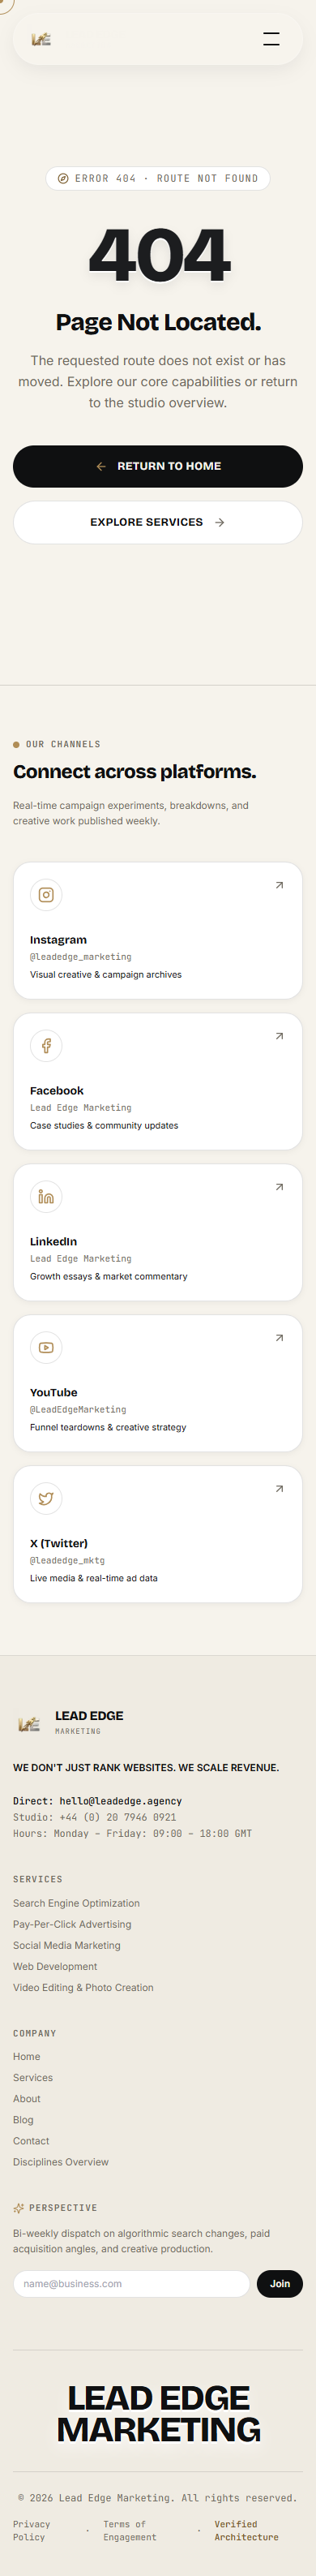 LE
ERROR 404 · ROUTE NOT FOUND
404
Page Not Located.
The requested route does not exist or has
moved. Explore our core capabilities or return
to the studio overview.
RETURN TO HOME
EXPLORE SERVICES
OUR CHANNELS
Connect across platforms.
Real-time campaign experiments, breakdowns, and
creative work published weekly.
Instagram
@leadedge_marketing
Visual creative & campaign archives
Facebook
Lead Edge Marketing
Case studies & community updates
LinkedIn
Lead Edge Marketing
Growth essays & market commentary
YouTube
@LeadEdgeMarketing
Funnel teardowns & creative strategy
X (Twitter)
@leadedge_mktg
Live media & real-time ad data
LE
LEAD EDGE
MARKETING
WE DON'T JUST RANK WEBSITES. WE SCALE REVENUE.
Direct: hello@leadedge.agency
Studio: +44 (0) 20 7946 0921
Hours: Monday – Friday: 09:00 – 18:00 GMT
SERVICES
Search Engine Optimization
Pay-Per-Click Advertising
Social Media Marketing
Web Development
Video Editing & Photo Creation
COMPANY
Home
Services
About
Blog
Contact
Disciplines Overview
PERSPECTIVE
Bi-weekly dispatch on algorithmic search changes, paid
acquisition angles, and creative production.
name@business.com
Join
LEAD EDGE
MARKETING
© 2026 Lead Edge Marketing. All rights reserved.
Privacy Policy · Terms of Engagement · Verified Architecture